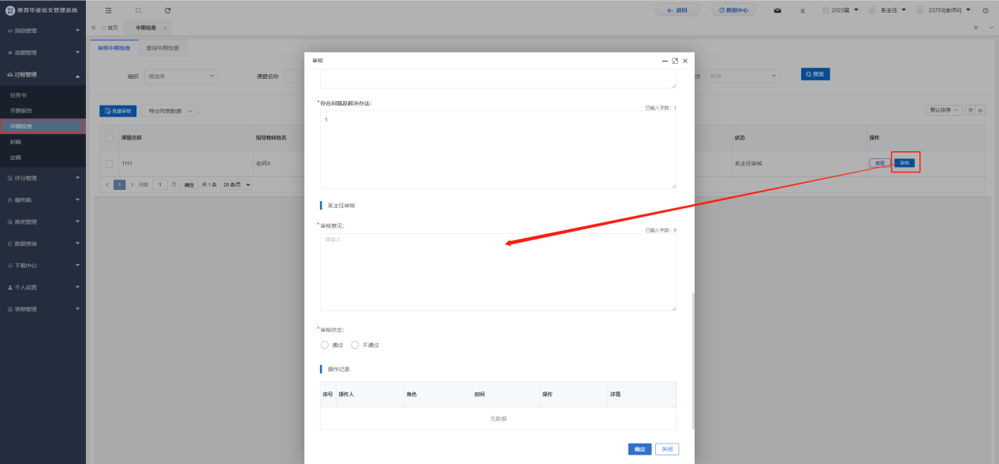 维普毕业论文管理系统
返回
数据中心
2023届
系主任
23753[老师X]
消息管理
选题管理
过程管理
任务书
开题报告
中期检查
初稿
定稿
评分管理
最终稿
推优管理
数据查询
下载中心
个人设置
答辩管理
首页
中期检查
审核中期检查
查阅中期检查
组织
请选择
课题名称
次
所有
搜索
批量审核
导出列表数据
默认排序
课题名称
指导教师姓名
状态
操作
1111
老师X
系主任审核
查看
审核
1
到第
1
页
确定
共 1 条
20 条/页
审核
*存在问题及解决办法:
已输入字数: 1
1
系主任审核
*审核意见:
已输入字数: 0
请输入
*审核状态:
通过
不通过
操作记录
序号
操作人
角色
时间
操作
详情
无数据
确定
关闭